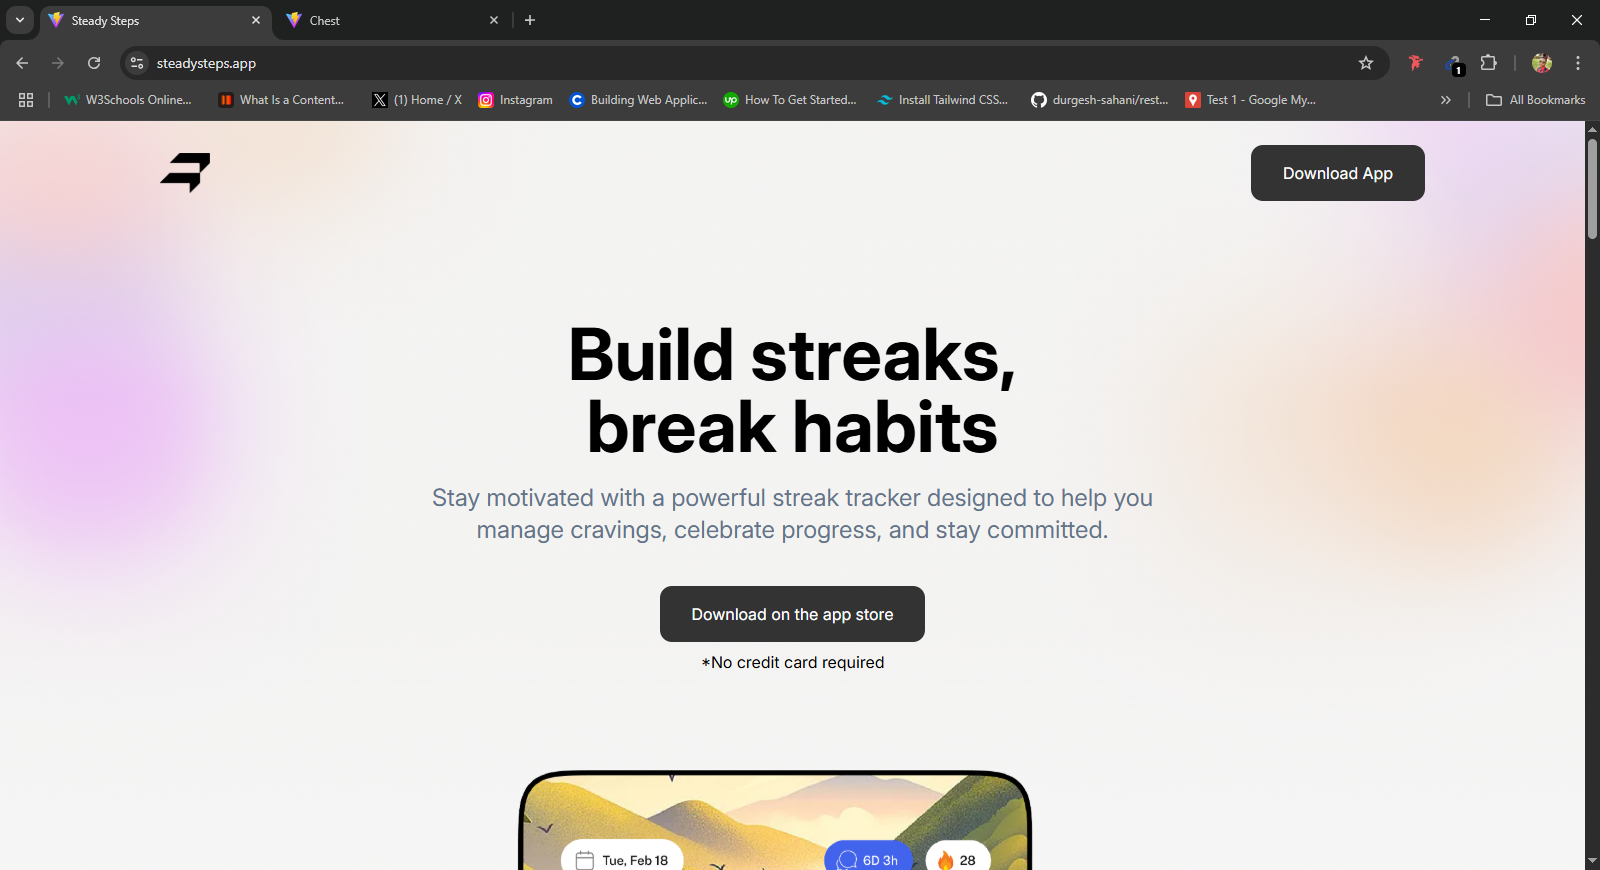 Steady Steps
Chest
steadysteps.app
1
W3Schools Online...
What Is a Content...
(1) Home / X
Instagram
Building Web Applic...
How To Get Started...
Install Tailwind CSS...
durgesh-sahani/rest...
Test 1 - Google My...
All Bookmarks
Download App
Build streaks,
break habits
Stay motivated with a powerful streak tracker designed to help you
manage cravings, celebrate progress, and stay committed.
Download on the app store
*No credit card required
Tue, Feb 18
6D 3h
28